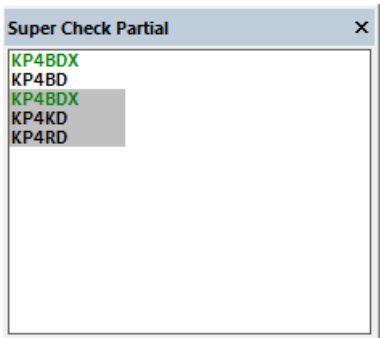 Super Check Partial
KP4BDX
KP4BD
KP4BDX
KP4KD
KP4RD